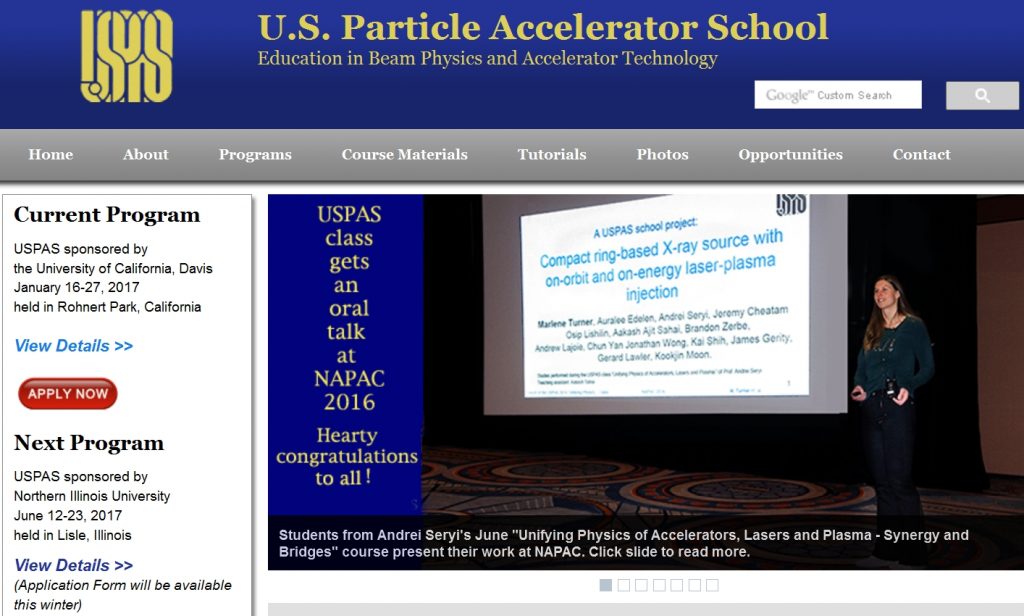 USPAS
U.S. Particle Accelerator School
Education in Beam Physics and Accelerator Technology
Google™ Custom Search
Home About Programs Course Materials Tutorials Photos Opportunities Contact
Current Program
USPAS sponsored by
the University of California, Davis
January 16-27, 2017
held in Rohnert Park, California
View Details >>
APPLY NOW
Next Program
USPAS sponsored by
Northern Illinois University
June 12-23, 2017
held in Lisle, Illinois
View Details >>
(Application Form will be available
this winter)
USPAS
class
gets
an
oral
talk
at
NAPAC
2016
Hearty
congratulations
to all!
A USPAS school project:
Compact ring-based X-ray source with
on-orbit and on-energy laser-plasma
injection
Marlene Turner, Auralee Edelen, Andrei Seryi, Jeremy Cheatam
Osip Lishilin, Aakash Ajit Sahai, Brandon Zerbe,
Andrew Lajoie, Chun Yan Jonathan Wong, Kai Shih, James Gerity,
Gerard Lawler, Kookjin Moon.
Students from Andrei Seryi's June "Unifying Physics of Accelerators, Lasers and Plasma - Synergy and
Bridges" course present their work at NAPAC. Click slide to read more.